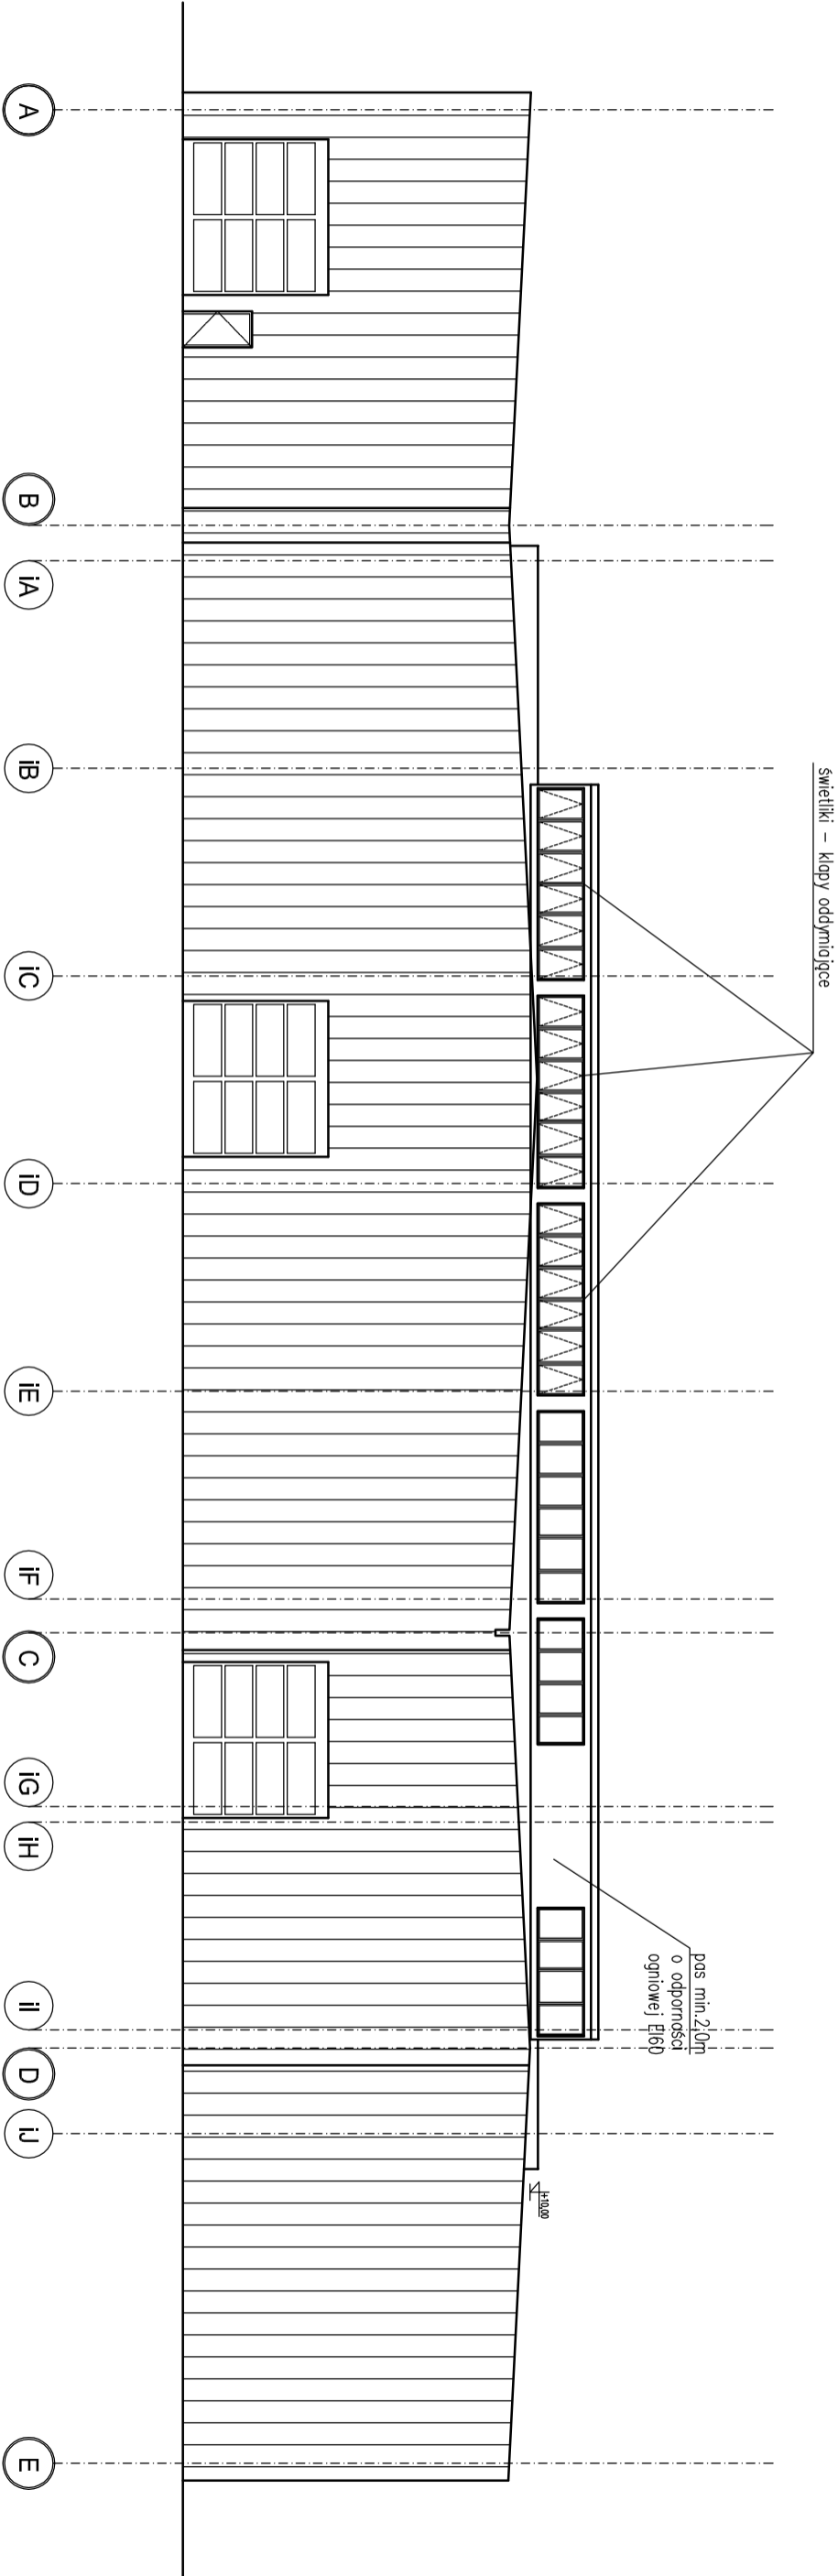 świetliki – klapy oddymiające
pas min.2,0m
o odporności
ogniowej EI60
+10,00
A
B
iA
iB
iC
iD
iE
iF
C
iG
iH
iI
D
iJ
E